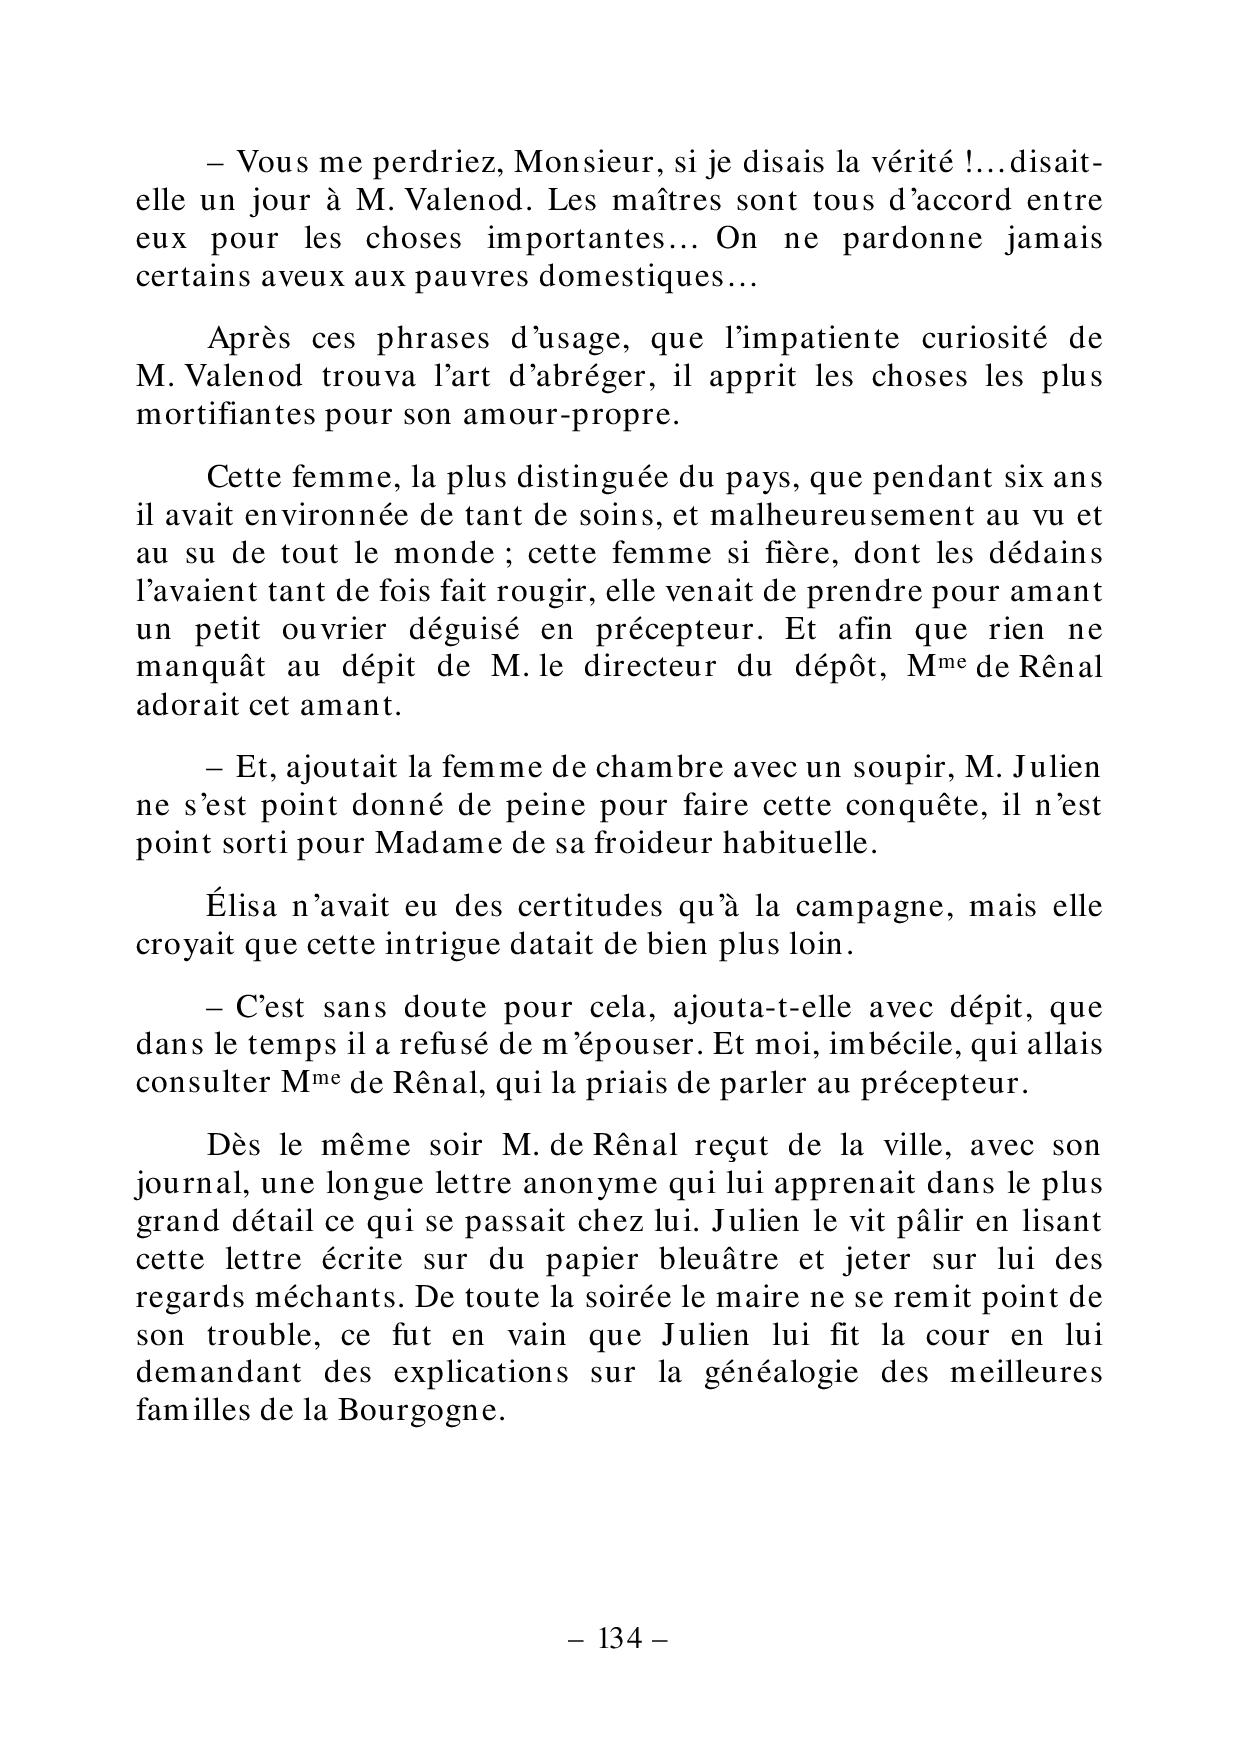 – Vous me perdriez, Monsieur, si je disais la vérité !…disait-
elle un jour à M. Valenod. Les maîtres sont tous d’accord entre
eux pour les choses importantes… On ne pardonne jamais
certains aveux aux pauvres domestiques…
Après ces phrases d’usage, que l’impatiente curiosité de
M. Valenod trouva l’art d’abréger, il apprit les choses les plus
mortifiantes pour son amour-propre.
Cette femme, la plus distinguée du pays, que pendant six ans
il avait environnée de tant de soins, et malheureusement au vu et
au su de tout le monde ; cette femme si fière, dont les dédains
l’avaient tant de fois fait rougir, elle venait de prendre pour amant
un petit ouvrier déguisé en précepteur. Et afin que rien ne
manquât au dépit de M. le directeur du dépôt, Mme de Rênal
adorait cet amant.
– Et, ajoutait la femme de chambre avec un soupir, M. Julien
ne s’est point donné de peine pour faire cette conquête, il n’est
point sorti pour Madame de sa froideur habituelle.
Élisa n’avait eu des certitudes qu’à la campagne, mais elle
croyait que cette intrigue datait de bien plus loin.
– C’est sans doute pour cela, ajouta-t-elle avec dépit, que
dans le temps il a refusé de m’épouser. Et moi, imbécile, qui allais
consulter Mme de Rênal, qui la priais de parler au précepteur.
Dès le même soir M. de Rênal reçut de la ville, avec son
journal, une longue lettre anonyme qui lui apprenait dans le plus
grand détail ce qui se passait chez lui. Julien le vit pâlir en lisant
cette lettre écrite sur du papier bleuâtre et jeter sur lui des
regards méchants. De toute la soirée le maire ne se remit point de
son trouble, ce fut en vain que Julien lui fit la cour en lui
demandant des explications sur la généalogie des meilleures
familles de la Bourgogne.
– 134 –